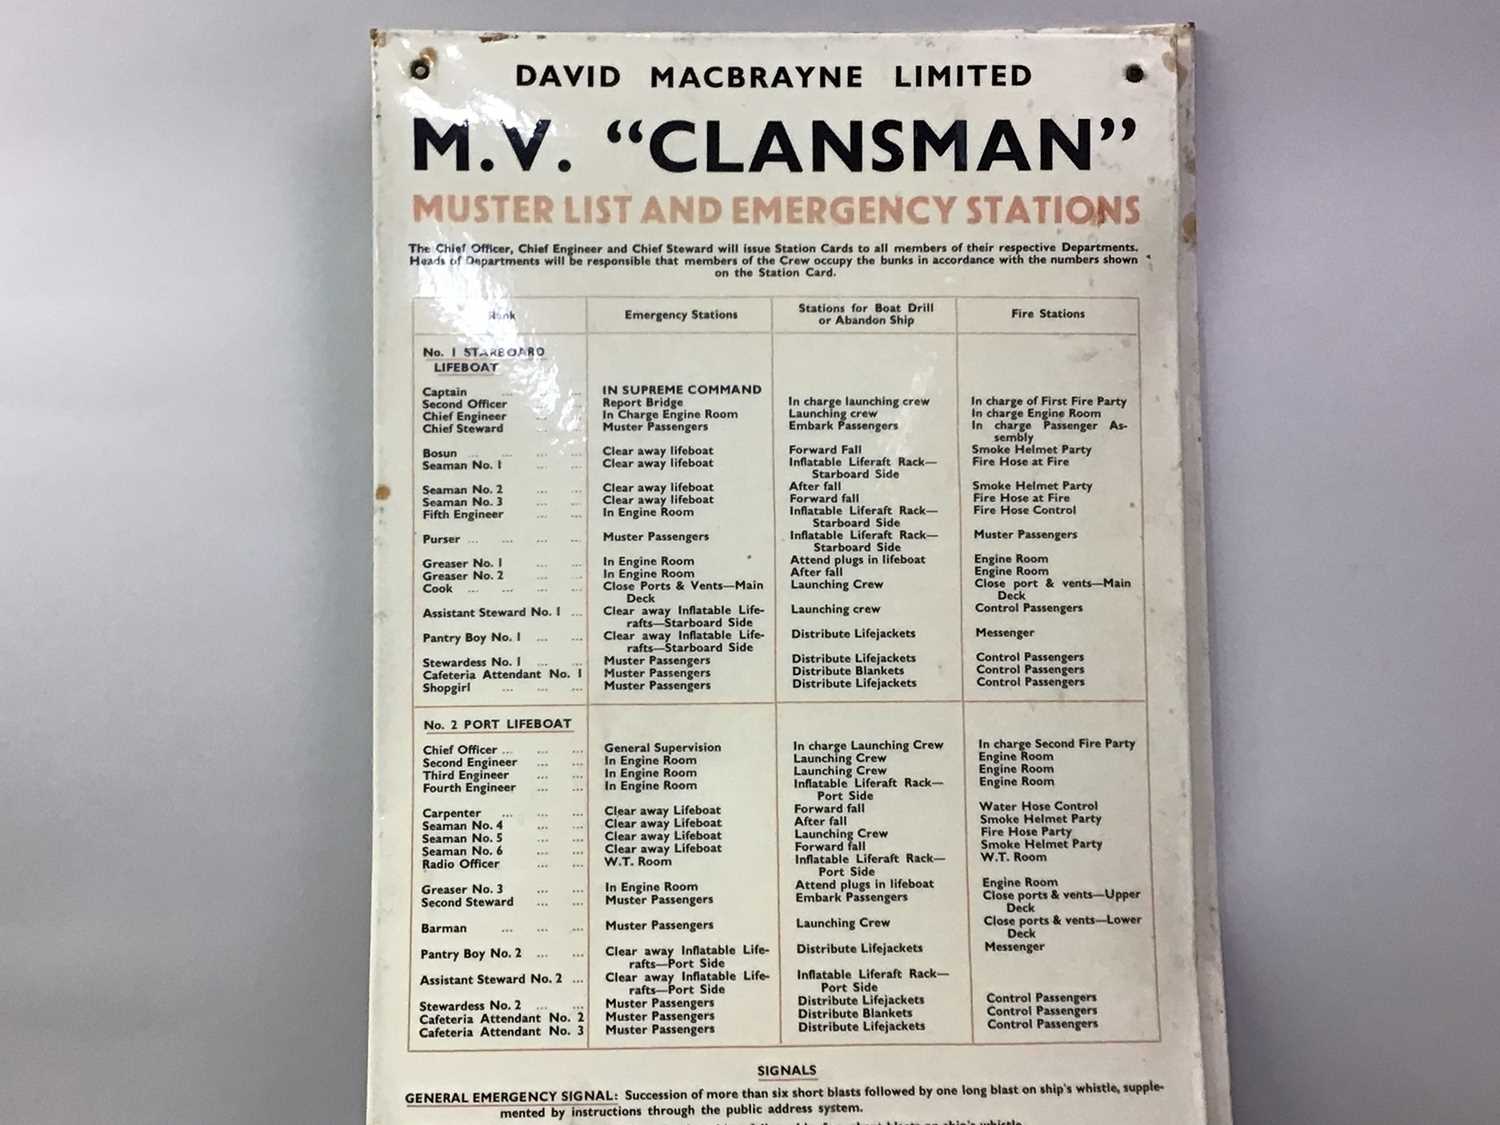 DAVID MACBRAYNE LIMITED
M.V. “CLANSMAN”
MUSTER LIST AND EMERGENCY STATIONS
The Chief Officer, Chief Engineer and Chief Steward will issue Station Cards to all members of their respective Departments.
Heads of Departments will be responsible that members of the Crew occupy the bunks in accordance with the numbers shown
on the Station Card.
Rank Emergency Stations Stations for Boat Drill or Abandon Ship Fire Stations
No. 1 STARBOARD
LIFEBOAT
Captain ... ... IN SUPREME COMMAND
Second Officer ... Report Bridge In charge launching crew In charge of First Fire Party
Chief Engineer ... In Charge Engine Room Launching crew In charge Engine Room
Chief Steward ... Muster Passengers Embark Passengers In charge Passenger As-
sembly
Bosun ... ... ... ... Clear away lifeboat Forward Fall Smoke Helmet Party
Seaman No. 1 ... ... Clear away lifeboat Inflatable Liferaft Rack— Fire Hose at Fire
Starboard Side
Seaman No. 2 ... ... Clear away lifeboat After fall Smoke Helmet Party
Seaman No. 3 ... ... Clear away lifeboat Forward fall Fire Hose at Fire
Fifth Engineer ... ... In Engine Room Inflatable Liferaft Rack— Fire Hose Control
Starboard Side
Purser ... ... ... ... Muster Passengers Inflatable Liferaft Rack— Muster Passengers
Starboard Side
Greaser No. 1 ... ... In Engine Room Attend plugs in lifeboat Engine Room
Greaser No. 2 ... ... In Engine Room After fall Engine Room
Cook ... ... ... ... Close Ports & Vents—Main Launching Crew Close port & vents—Main
Deck Deck
Assistant Steward No. 1 ... Clear away Inflatable Life- Launching crew Control Passengers
rafts—Starboard Side
Pantry Boy No. 1 ... ... Clear away Inflatable Life- Distribute Lifejackets Messenger
rafts—Starboard Side
Stewardess No. 1 ... ... Muster Passengers Distribute Lifejackets Control Passengers
Cafeteria Attendant No. 1 Muster Passengers Distribute Blankets Control Passengers
Shopgirl ... ... ... Muster Passengers Distribute Lifejackets Control Passengers
No. 2 PORT LIFEBOAT
Chief Officer ... ... ... General Supervision In charge Launching Crew In charge Second Fire Party
Second Engineer ... ... In Engine Room Launching Crew Engine Room
Third Engineer ... ... In Engine Room Launching Crew Engine Room
Fourth Engineer ... ... In Engine Room Inflatable Liferaft Rack— Engine Room
Port Side
Carpenter ... ... ... Clear away Lifeboat Forward fall Water Hose Control
Seaman No. 4 ... ... Clear away Lifeboat After fall Smoke Helmet Party
Seaman No. 5 ... ... Clear away Lifeboat Launching Crew Fire Hose Party
Seaman No. 6 ... ... Clear away Lifeboat Forward fall Smoke Helmet Party
Radio Officer ... ... W.T. Room Inflatable Liferaft Rack— W.T. Room
Port Side
Greaser No. 3 ... ... In Engine Room Attend plugs in lifeboat Engine Room
Second Steward ... ... Muster Passengers Embark Passengers Close ports & vents—Upper
Deck
Barman ... ... ... Muster Passengers Launching Crew Close ports & vents—Lower
Deck
Pantry Boy No. 2 ... ... Clear away Inflatable Life- Distribute Lifejackets Messenger
rafts—Port Side
Assistant Steward No. 2 ... Clear away Inflatable Life- Inflatable Liferaft Rack—
rafts—Port Side Port Side
Stewardess No. 2 ... ... Muster Passengers Distribute Lifejackets Control Passengers
Cafeteria Attendant No. 2 Muster Passengers Distribute Blankets Control Passengers
Cafeteria Attendant No. 3 Muster Passengers Distribute Lifejackets Control Passengers
SIGNALS
GENERAL EMERGENCY SIGNAL: Succession of more than six short blasts followed by one long blast on ship's whistle, supple-
mented by instructions through the public address system.
ship's whistle